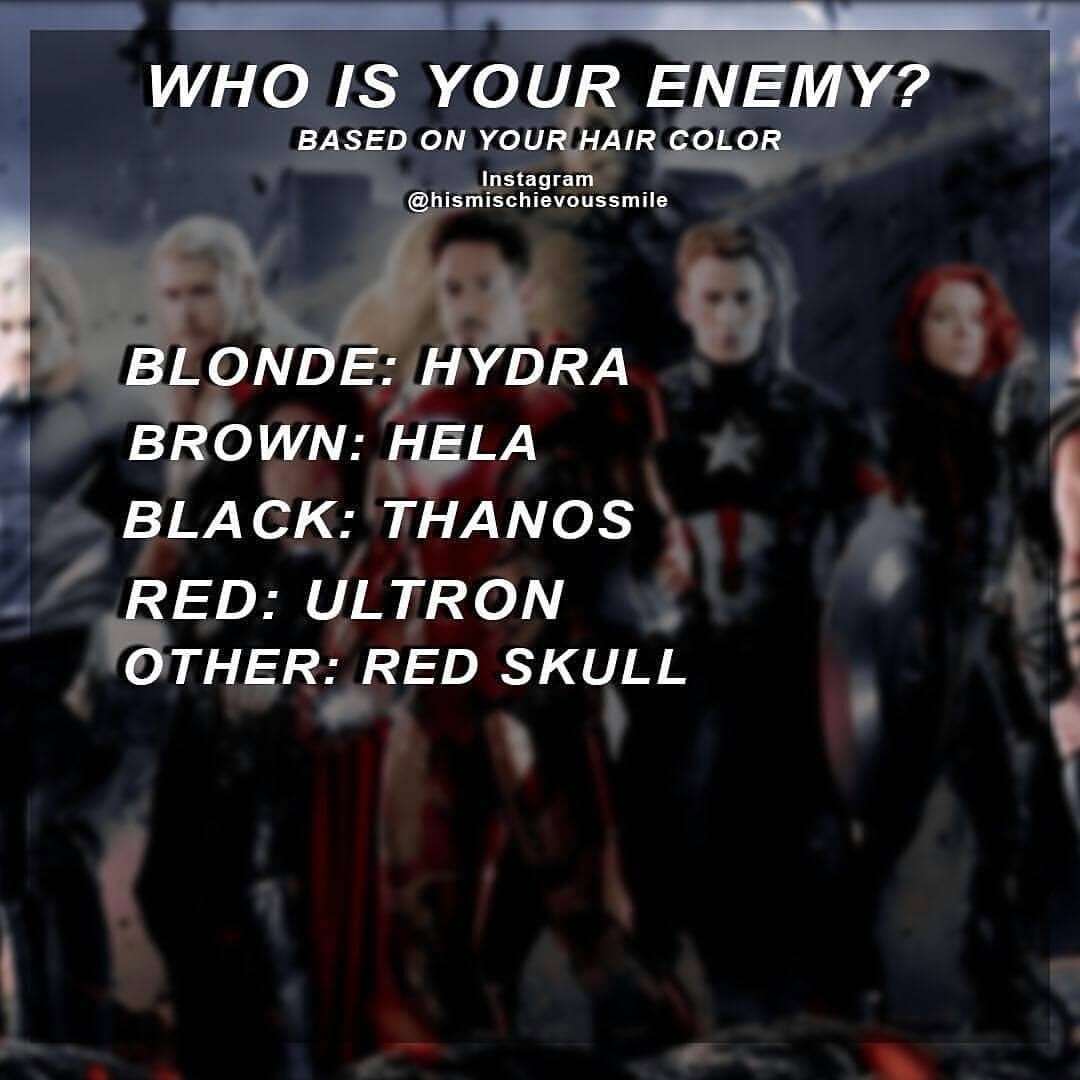 WHO IS YOUR ENEMY?
BASED ON YOUR HAIR COLOR
Instagram
@hismischievoussmile
BLONDE: HYDRA
BROWN: HELA
BLACK: THANOS
RED: ULTRON
OTHER: RED SKULL